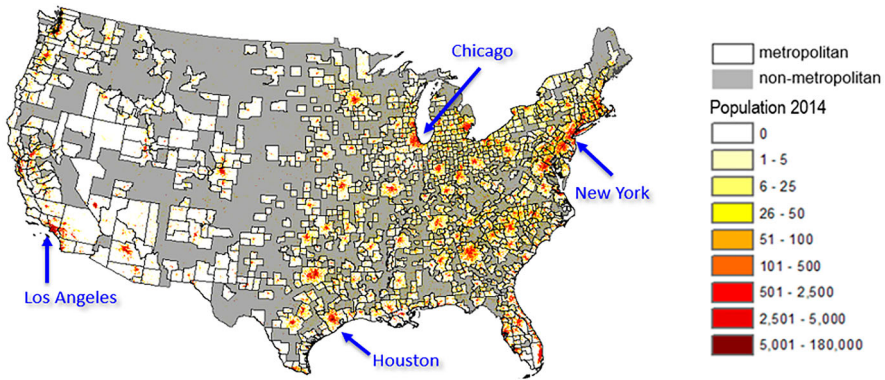 Chicago
New York
Los Angeles
Houston
metropolitan
non-metropolitan
Population 2014
0
1 - 5
6 - 25
26 - 50
51 - 100
101 - 500
501 - 2,500
2,501 - 5,000
5,001 - 180,000